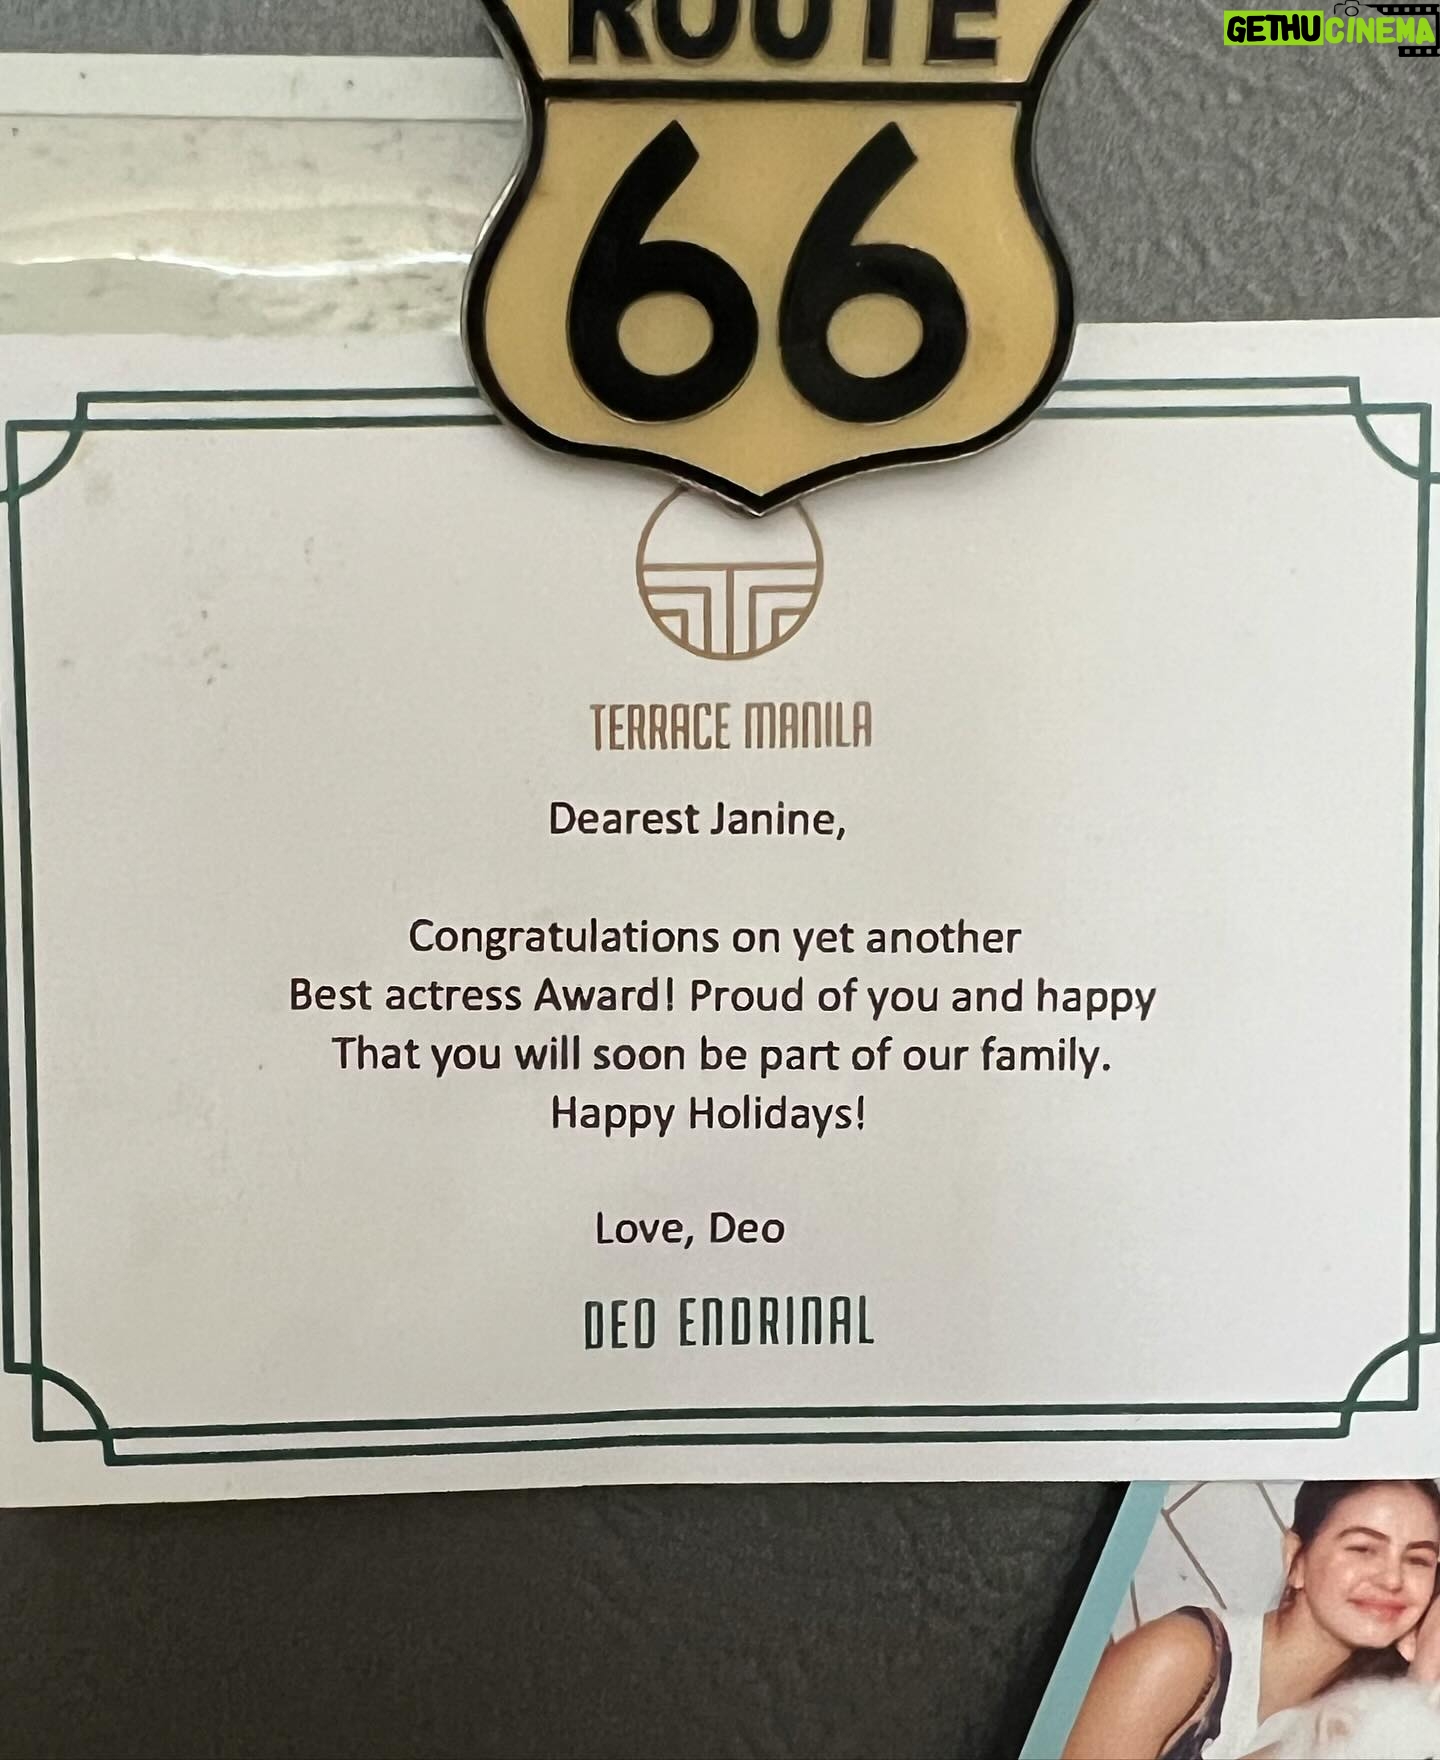 GETHUCINEMA
ROUTE
66
TERRACE MANILA
Dearest Janine,
Congratulations on yet another
Best actress Award! Proud of you and happy
That you will soon be part of our family.
Happy Holidays!
Love, Deo
DEO ENDRINAL